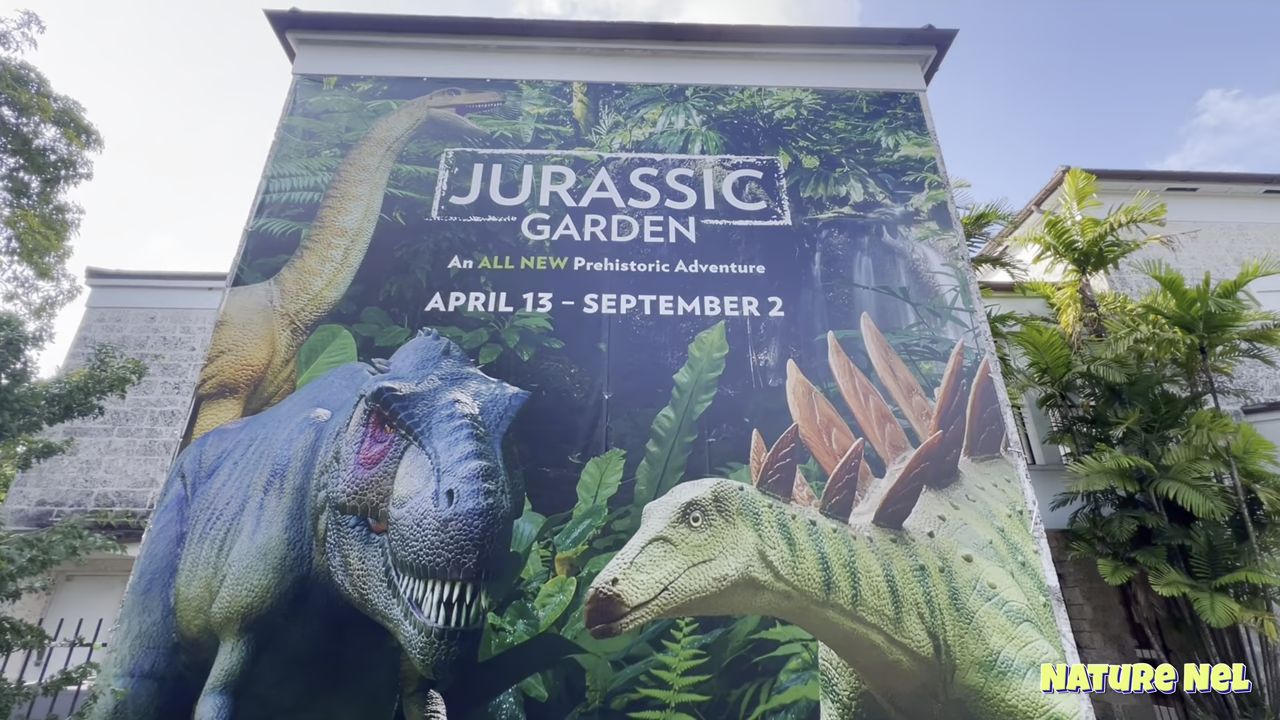 JURASSIC
GARDEN
An ALL NEW Prehistoric Adventure
APRIL 13 – SEPTEMBER 2
NATURE NEL